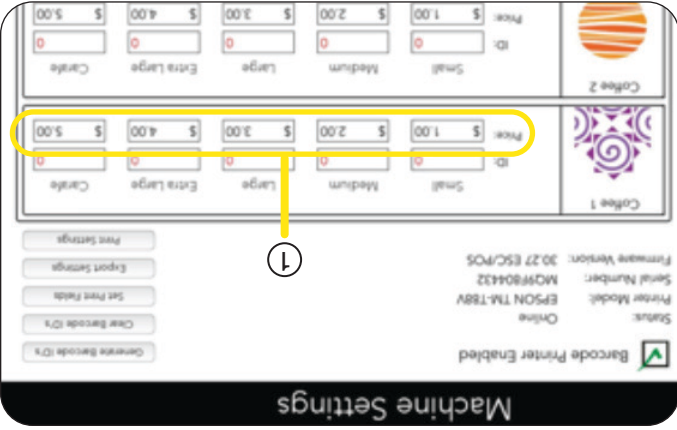 Machine Settings
Barcode Printer Enabled
Status: Online
Printer Model: EPSON TM-T88V
Serial Number: MQ9F804432
Firmware Version: 30.27 ESC/POS
Generate Barcode ID's
Clear Barcode ID's
Set Print Fields
Export Settings
Print Settings
1
Coffee 1
Small Medium Large Extra Large Carafe
ID: 0 0 0 0 0
Price: $ 1.00 $ 2.00 $ 3.00 $ 4.00 $ 5.00
Coffee 2
Small Medium Large Extra Large Carafe
ID: 0 0 0 0 0
Price: $ 1.00 $ 2.00 $ 3.00 $ 4.00 $ 5.00